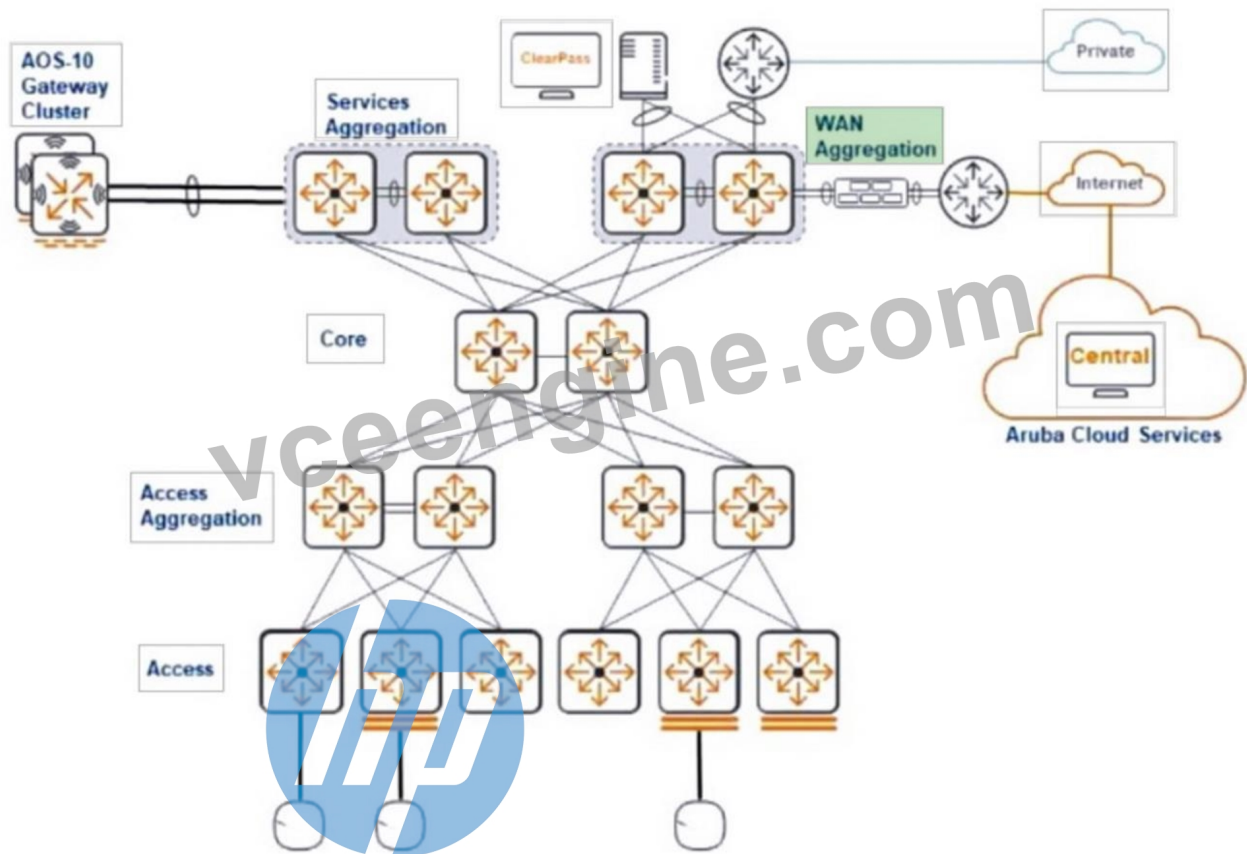 AOS-10
Gateway
Cluster
Services
Aggregation
ClearPass
Private
WAN
Aggregation
Internet
Core
Central
Aruba Cloud Services
vceengine.com
Access
Aggregation
Access
hp